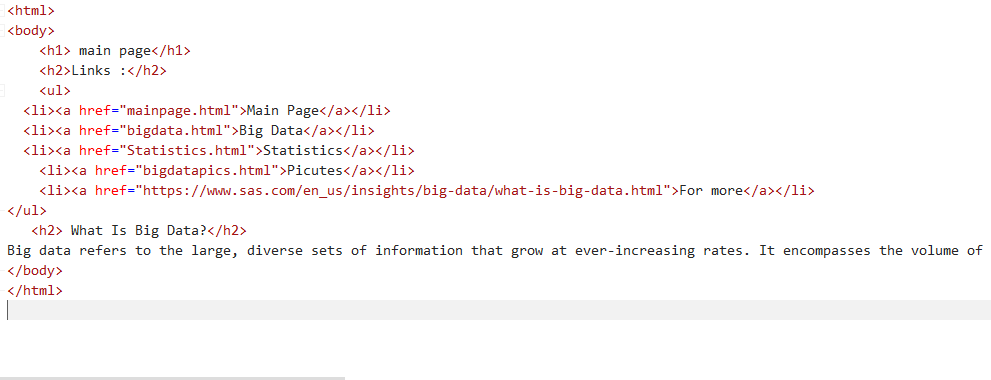 <html>
<body>
<h1> main page</h1>
<h2>Links :</h2>
<ul>
<li><a href="mainpage.html">Main Page</a></li>
<li><a href="bigdata.html">Big Data</a></li>
<li><a href="Statistics.html">Statistics</a></li>
<li><a href="bigdatapics.html">Picutes</a></li>
<li><a href="https://www.sas.com/en_us/insights/big-data/what-is-big-data.html">For more</a></li>
</ul>
<h2> What Is Big Data?</h2>
Big data refers to the large, diverse sets of information that grow at ever-increasing rates. It encompasses the volume of
</body>
</html>